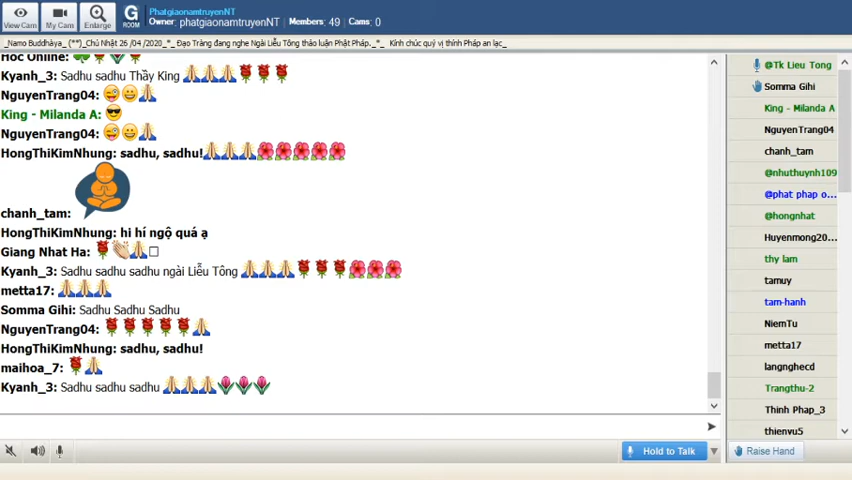 PhatgiaonamtruyenNT
Owner: phatgiaonamtruyenNT Members: 49 Cams: 0
View Cam
My Cam
Enlarge
G
ROOM
_Namo Buddhàya_ (**)_Chủ Nhật 26 /04 /2020_*_ Đạo Tràng đang nghe Ngài Liễu Tông thảo luận Phật Pháp._*_ Kính chúc quý vị thính Pháp an lạc_
Hoc Online:
Kyanh_3: Sadhu sadhu Thầy King
NguyenTrang04:
King - Milanda A:
NguyenTrang04:
HongThiKimNhung: sadhu, sadhu!
chanh_tam:
HongThiKimNhung: hi hí ngộ quá ạ
Giang Nhat Ha:
Kyanh_3: Sadhu sadhu sadhu ngài Liễu Tông
metta17:
Somma Gihi: Sadhu Sadhu Sadhu
NguyenTrang04:
HongThiKimNhung: sadhu, sadhu!
maihoa_7:
Kyanh_3: Sadhu sadhu sadhu
Hold to Talk
@Tk Lieu Tong
Somma Gihi
King - Milanda A
NguyenTrang04
chanh_tam
@nhuthuynh109
@phat phap o...
@hongnhat
Huyenmong20...
thy lam
tamuy
tam-hanh
NiemTu
metta17
langnghecd
Trangthu-2
Thinh Phap_3
thienvu5
Raise Hand